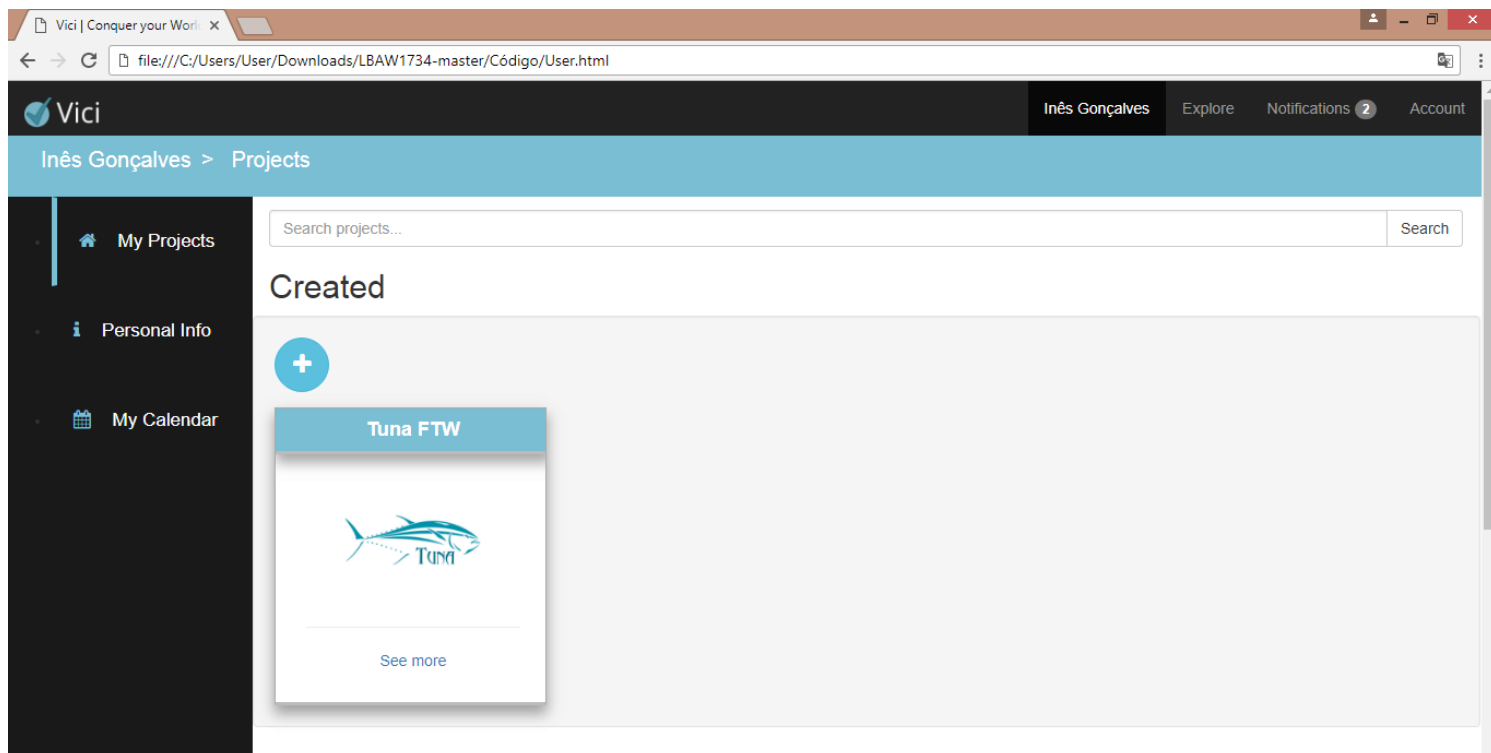 Vici | Conquer your Worl
file:///C:/Users/User/Downloads/LBAW1734-master/Código/User.html
Vici
Inês Gonçalves Explore Notifications 2 Account
Inês Gonçalves > Projects
My Projects
Search projects...
Search
Created
Personal Info
My Calendar
Tuna FTW
Tuna
See more